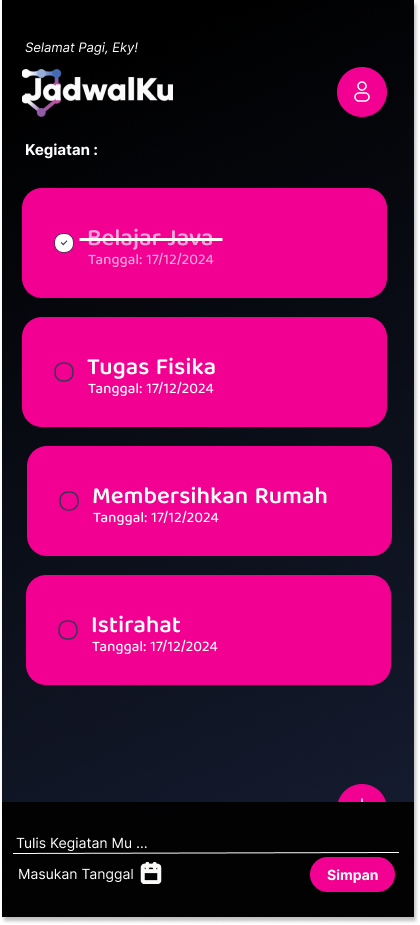 Selamat Pagi, Eky!
JadwalKu
Kegiatan :
Belajar Java
Tanggal: 17/12/2024
Tugas Fisika
Tanggal: 17/12/2024
Membersihkan Rumah
Tanggal: 17/12/2024
Istirahat
Tanggal: 17/12/2024
Tulis Kegiatan Mu ...
Masukan Tanggal
Simpan